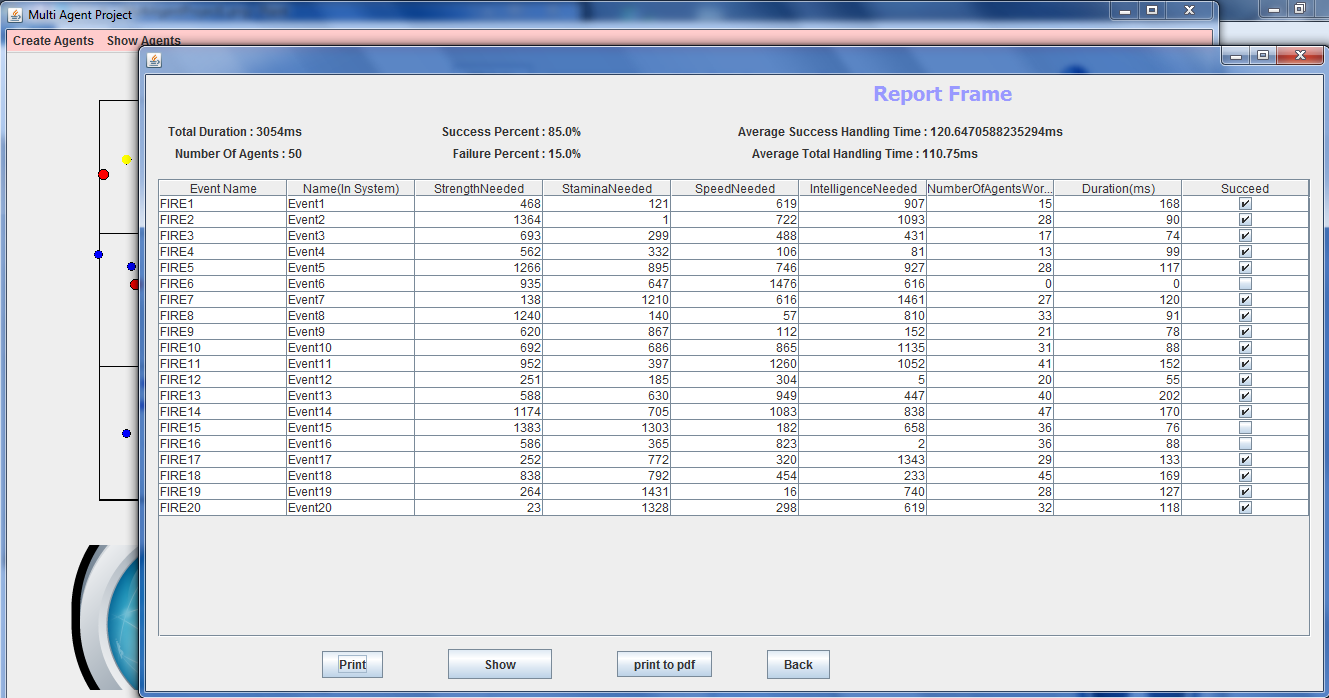 Multi Agent Project
Create Agents Show Agents
Report Frame
Total Duration : 3054ms Success Percent : 85.0% Average Success Handling Time : 120.6470588235294ms
Number Of Agents : 50 Failure Percent : 15.0% Average Total Handling Time : 110.75ms
Event Name Name(In System) StrengthNeeded StaminaNeeded SpeedNeeded IntelligenceNeeded NumberOfAgentsWor... Duration(ms) Succeed
FIRE1 Event1 468 121 619 907 15 168
FIRE2 Event2 1364 1 722 1093 28 90
FIRE3 Event3 693 299 488 431 17 74
FIRE4 Event4 562 332 106 81 13 99
FIRE5 Event5 1266 895 746 927 28 117
FIRE6 Event6 935 647 1476 616 0 0
FIRE7 Event7 138 1210 616 1461 27 120
FIRE8 Event8 1240 140 57 810 33 91
FIRE9 Event9 620 867 112 152 21 78
FIRE10 Event10 692 686 865 1135 31 88
FIRE11 Event11 952 397 1260 1052 41 152
FIRE12 Event12 251 185 304 5 20 55
FIRE13 Event13 588 630 949 447 40 202
FIRE14 Event14 1174 705 1083 838 47 170
FIRE15 Event15 1383 1303 182 658 36 76
FIRE16 Event16 586 365 823 2 36 88
FIRE17 Event17 252 772 320 1343 29 133
FIRE18 Event18 838 792 454 233 45 169
FIRE19 Event19 264 1431 16 740 28 127
FIRE20 Event20 23 1328 298 619 32 118
Print Show print to pdf Back